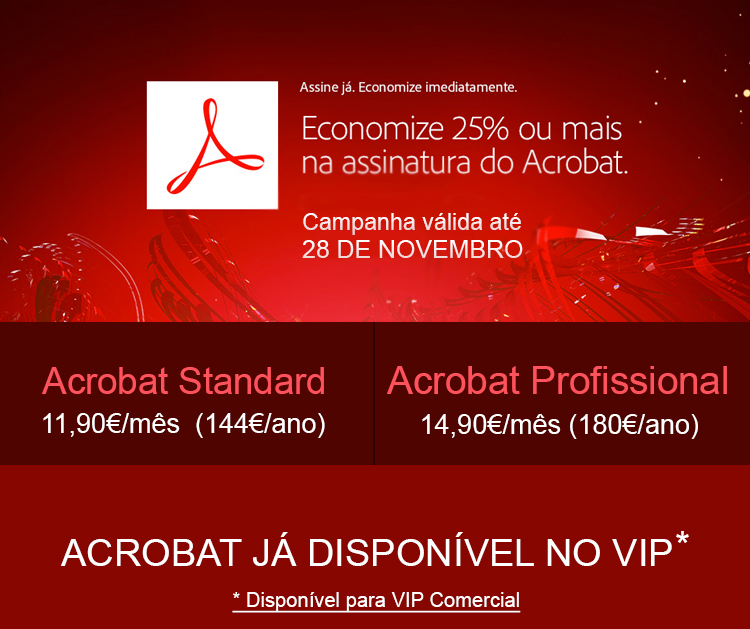 Assine já. Economize imediatamente.
Economize 25% ou mais
na assinatura do Acrobat.
Campanha válida até
28 DE NOVEMBRO
Acrobat Standard
11,90€/mês (144€/ano)
Acrobat Profissional
14,90€/mês (180€/ano)
ACROBAT JÁ DISPONÍVEL NO VIP*
* Disponível para VIP Comercial